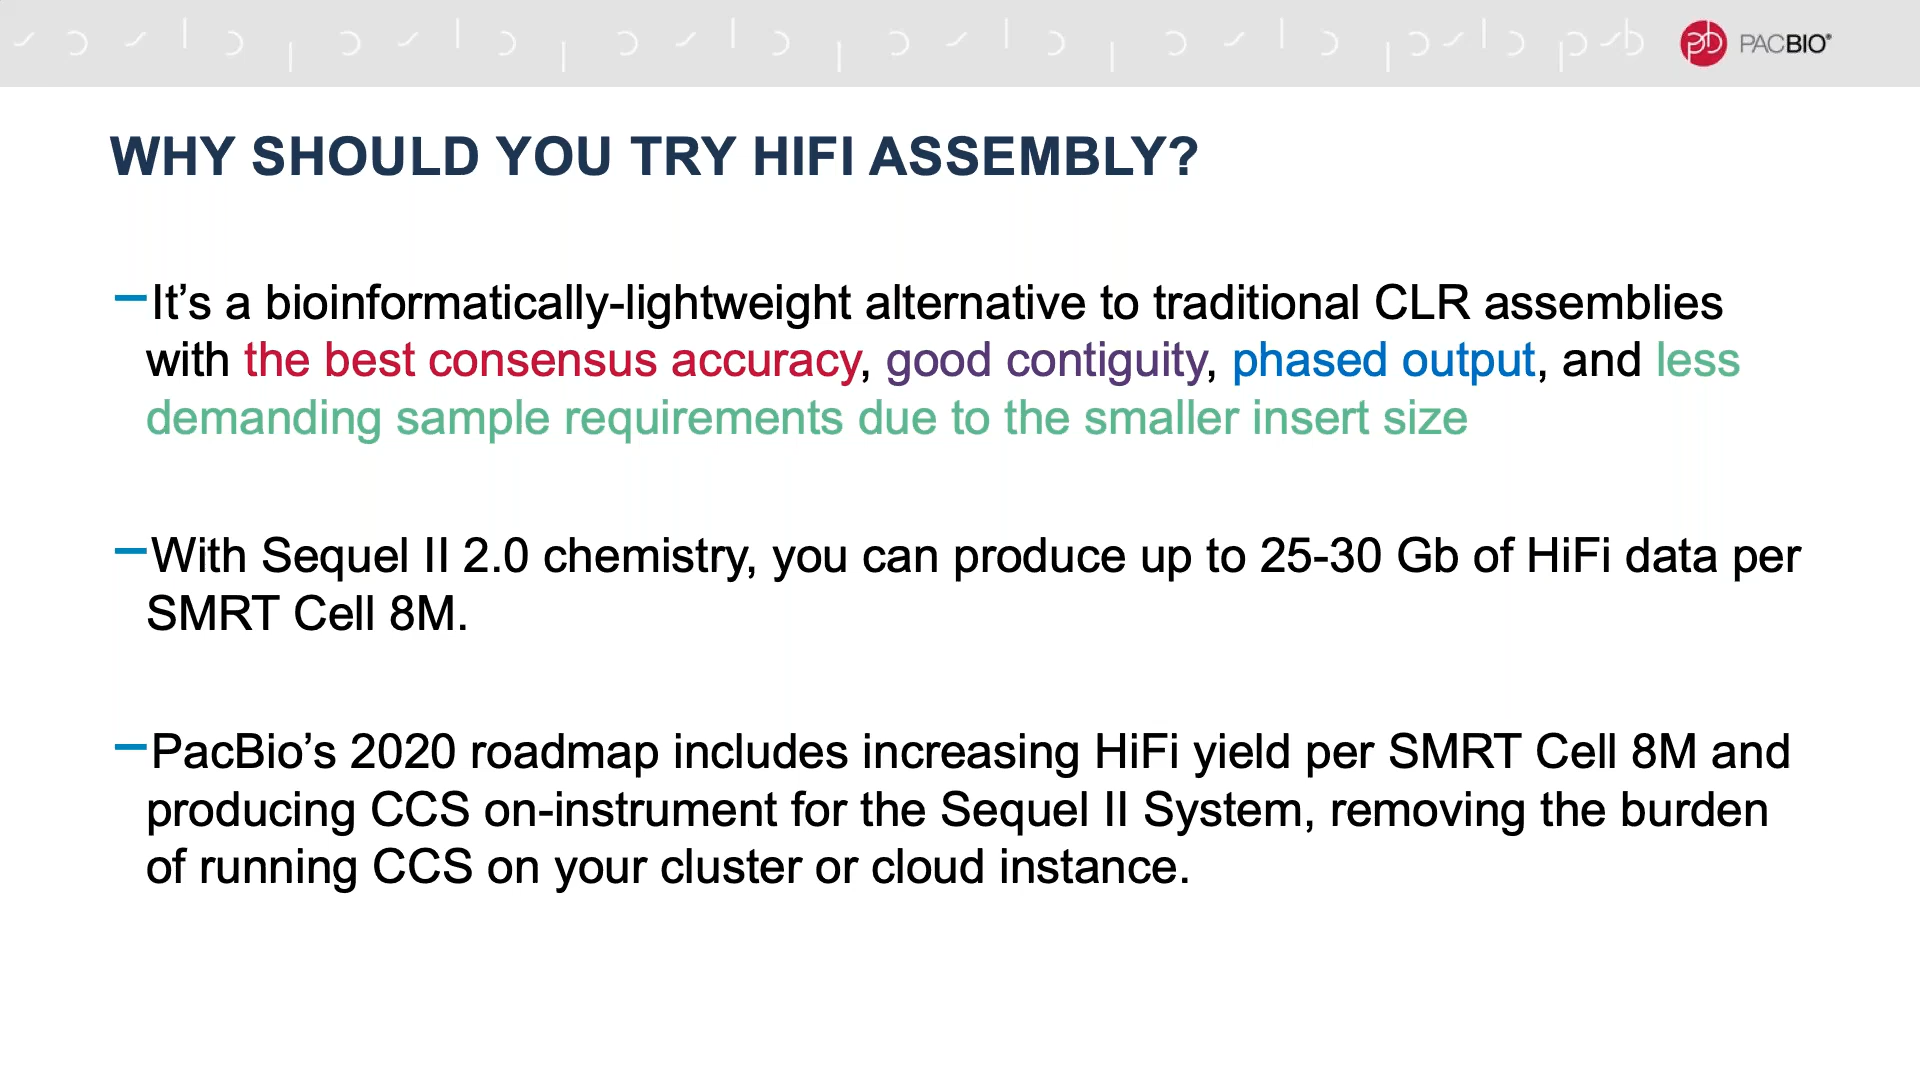 PACBIO®
WHY SHOULD YOU TRY HIFI ASSEMBLY?
–It’s a bioinformatically-lightweight alternative to traditional CLR assemblies
with the best consensus accuracy, good contiguity, phased output, and less
demanding sample requirements due to the smaller insert size
–With Sequel II 2.0 chemistry, you can produce up to 25-30 Gb of HiFi data per
SMRT Cell 8M.
–PacBio’s 2020 roadmap includes increasing HiFi yield per SMRT Cell 8M and
producing CCS on-instrument for the Sequel II System, removing the burden
of running CCS on your cluster or cloud instance.